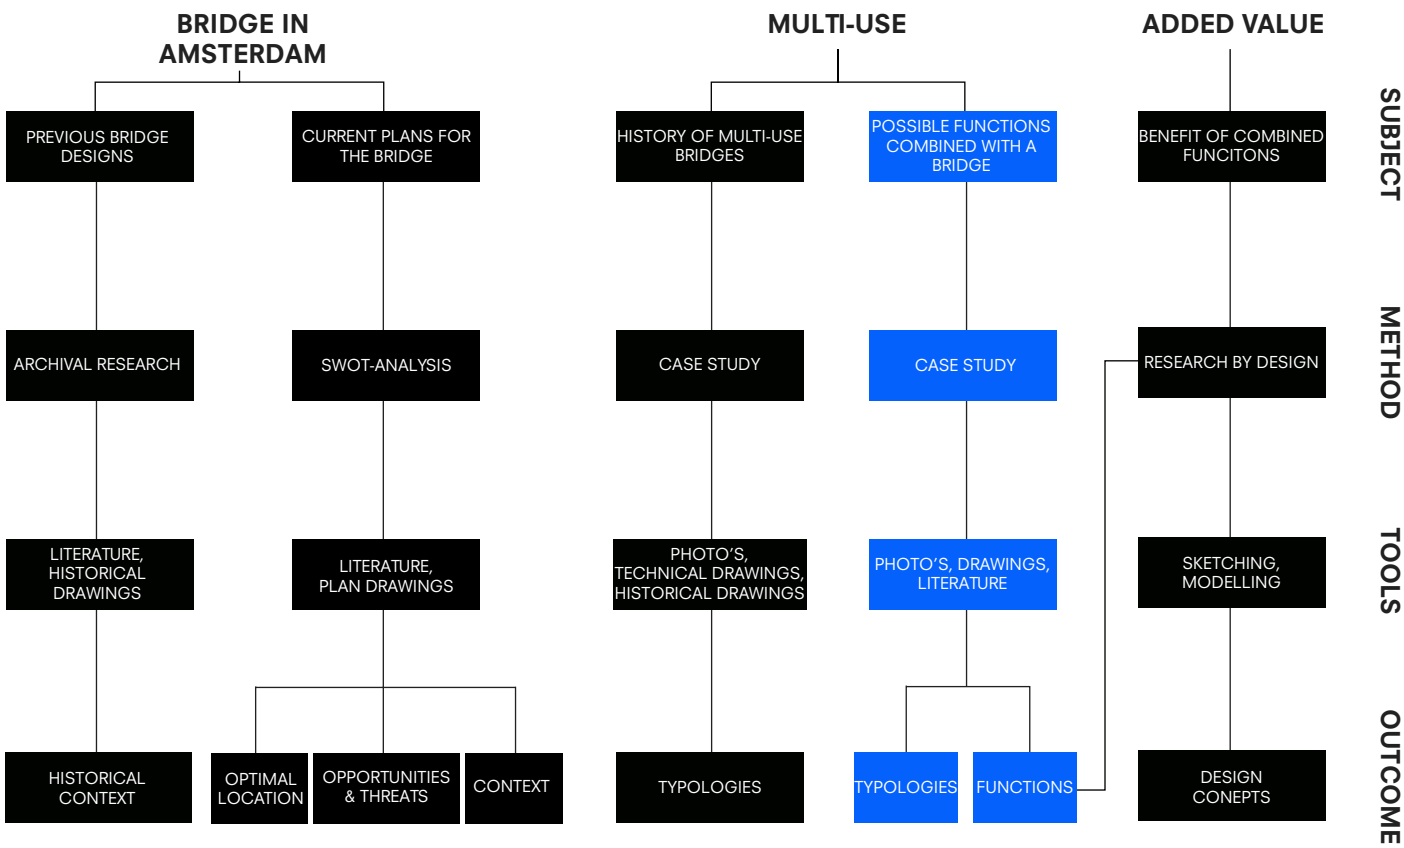 BRIDGE IN
AMSTERDAM
MULTI-USE
ADDED VALUE
SUBJECT
PREVIOUS BRIDGE
DESIGNS
CURRENT PLANS FOR
THE BRIDGE
HISTORY OF MULTI-USE
BRIDGES
POSSIBLE FUNCTIONS
COMBINED WITH A
BRIDGE
BENEFIT OF COMBINED
FUNCITONS
METHOD
ARCHIVAL RESEARCH
SWOT-ANALYSIS
CASE STUDY
CASE STUDY
RESEARCH BY DESIGN
TOOLS
LITERATURE,
HISTORICAL
DRAWINGS
LITERATURE,
PLAN DRAWINGS
PHOTO'S,
TECHNICAL DRAWINGS,
HISTORICAL DRAWINGS
PHOTO'S, DRAWINGS,
LITERATURE
SKETCHING,
MODELLING
OUTCOME
HISTORICAL
CONTEXT
OPTIMAL
LOCATION
OPPORTUNITIES
& THREATS
CONTEXT
TYPOLOGIES
TYPOLOGIES
FUNCTIONS
DESIGN
CONEPTS